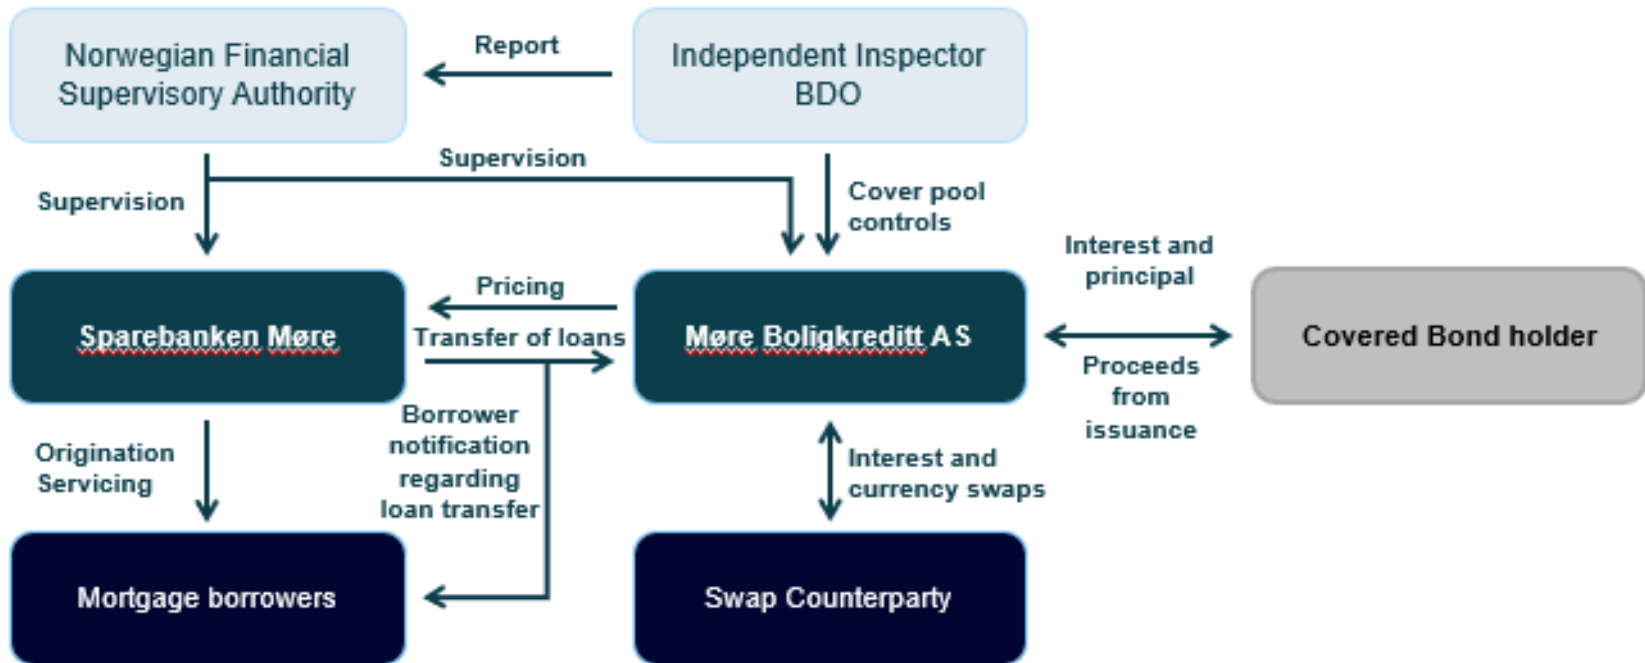 Norwegian Financial
Supervisory Authority
Report
Independent Inspector
BDO
Supervision
Supervision
Cover pool
controls
Sparebanken Møre
Pricing
Transfer of loans
Møre Boligkreditt AS
Interest and
principal
Proceeds
from
issuance
Covered Bond holder
Origination
Servicing
Borrower
notification
regarding
loan transfer
Interest and
currency swaps
Mortgage borrowers
Swap Counterparty